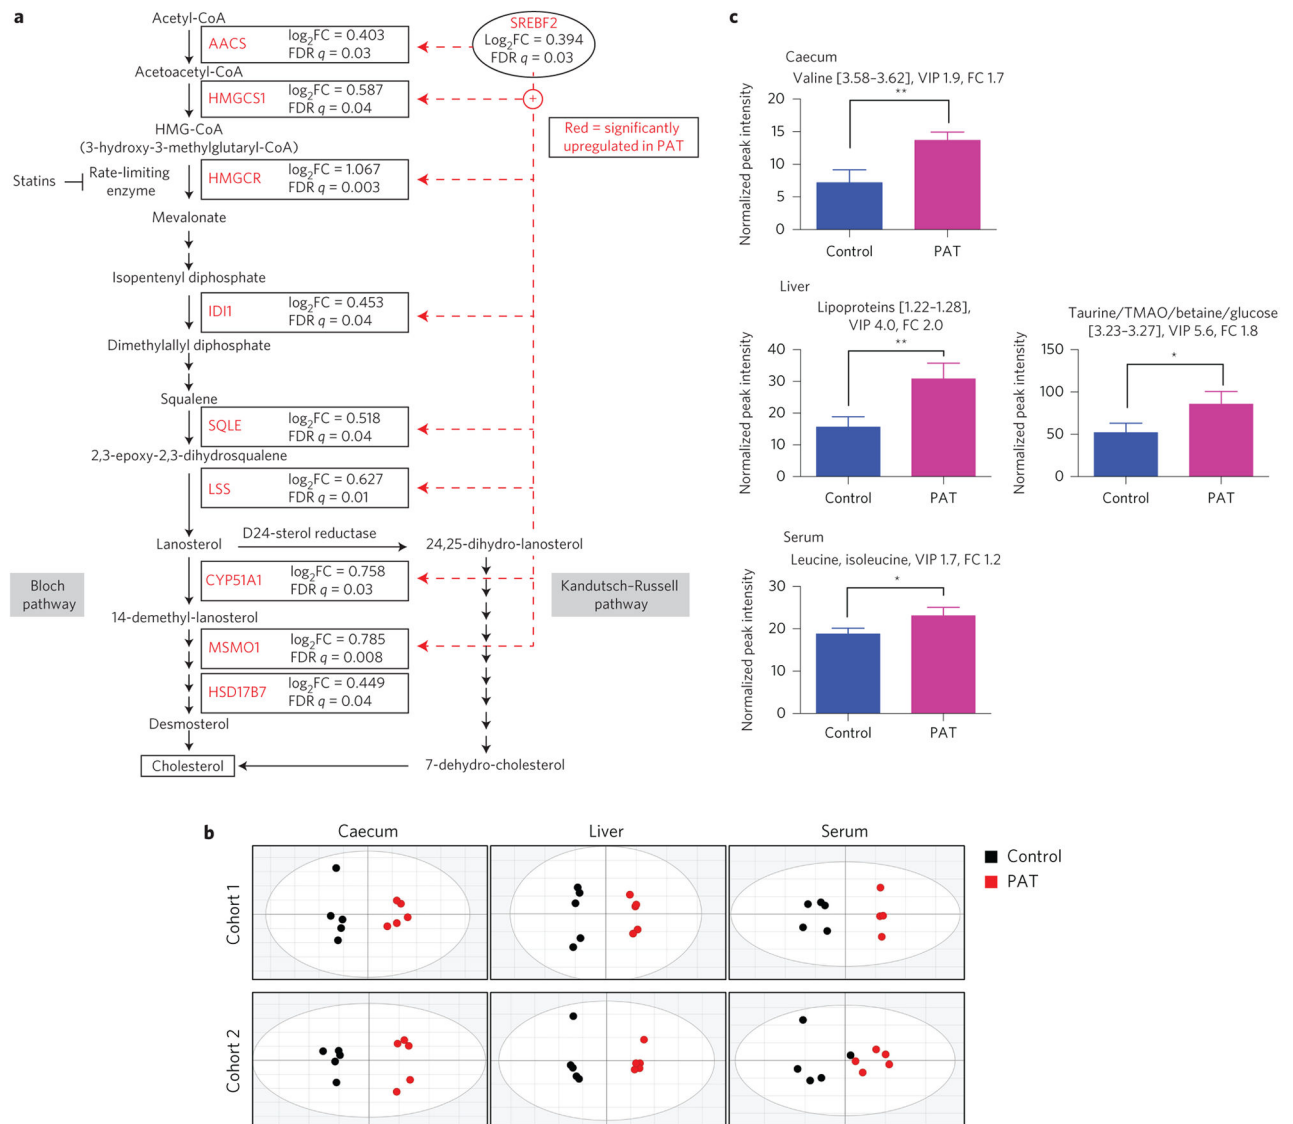 a
Acetyl-CoA
AACS
log2FC = 0.403
FDR q = 0.03
SREBF2
Log2FC = 0.394
FDR q = 0.03
Acetoacetyl-CoA
HMGCS1
log2FC = 0.587
FDR q = 0.04
+
HMG-CoA
(3-hydroxy-3-methylglutaryl-CoA)
Red = significantly
upregulated in PAT
Statins
Rate-limiting
enzyme
HMGCR
log2FC = 1.067
FDR q = 0.003
Mevalonate
Isopentenyl diphosphate
IDI1
log2FC = 0.453
FDR q = 0.04
Dimethylallyl diphosphate
Squalene
SQLE
log2FC = 0.518
FDR q = 0.04
2,3-epoxy-2,3-dihydrosqualene
LSS
log2FC = 0.627
FDR q = 0.01
Lanosterol
D24-sterol reductase
24,25-dihydro-lanosterol
Bloch
pathway
CYP51A1
log2FC = 0.758
FDR q = 0.03
Kandutsch–Russell
pathway
14-demethyl-lanosterol
MSMO1
log2FC = 0.785
FDR q = 0.008
HSD17B7
log2FC = 0.449
FDR q = 0.04
Desmosterol
Cholesterol
7-dehydro-cholesterol
c
Caecum
Valine [3.58–3.62], VIP 1.9, FC 1.7
**
Normalized peak intensity
20
15
10
5
0
Control
PAT
Liver
Lipoproteins [1.22–1.28],
VIP 4.0, FC 2.0
**
Normalized peak intensity
40
30
20
10
0
Control
PAT
Taurine/TMAO/betaine/glucose
[3.23–3.27], VIP 5.6, FC 1.8
*
Normalized peak intensity
150
100
50
0
Control
PAT
Serum
Leucine, isoleucine, VIP 1.7, FC 1.2
*
Normalized peak intensity
30
20
10
0
Control
PAT
b
Caecum
Liver
Serum
Cohort 1
Cohort 2
Control
PAT